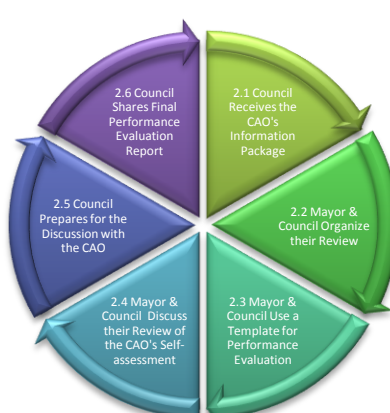 2.1 Council
Receives the
CAO's
Information
Package
2.2 Mayor &
Council Organize
their Review
2.3 Mayor &
Council Use a
Template for
Performance
Evaluation
2.4 Mayor &
Council Discuss
their Review of
the CAO's Self-
assessment
2.5 Council
Prepares for the
Discussion with
the CAO
2.6 Council
Shares Final
Performance
Evaluation
Report